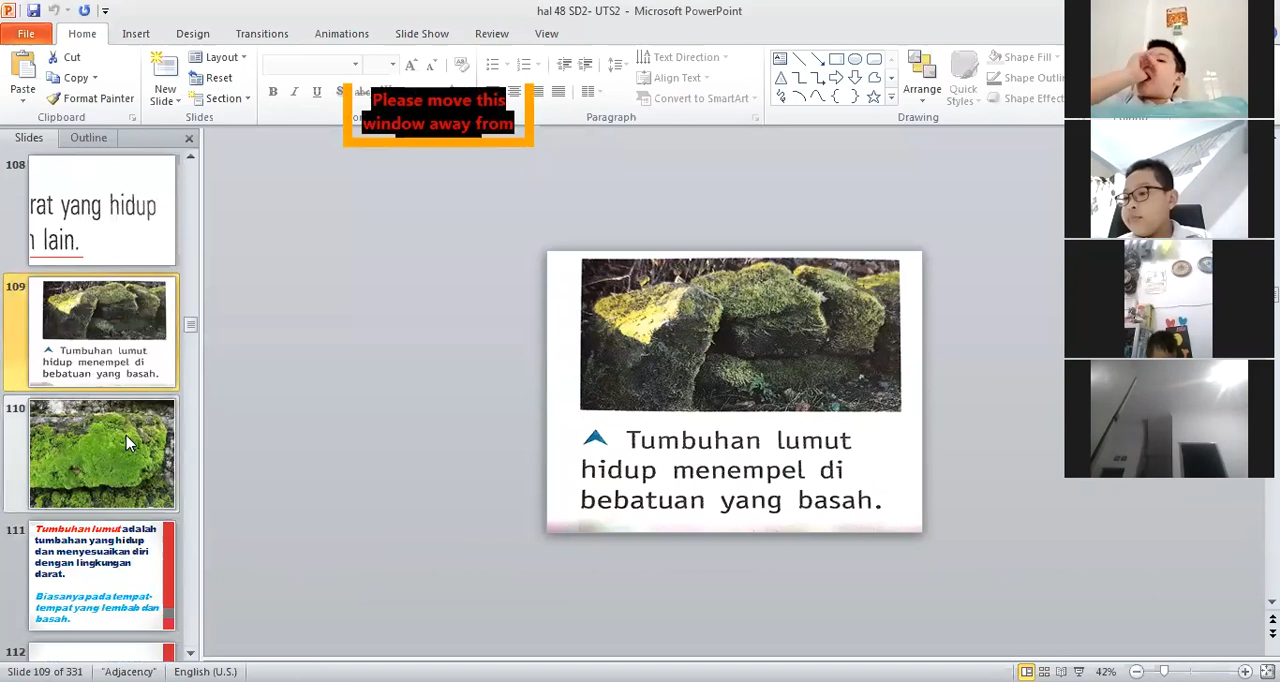 hal 48 SD2- UTS2 - Microsoft PowerPoint
File Home Insert Design Transitions Animations Slide Show Review View
Cut
Copy
Format Painter
Paste
Clipboard
New
Slide
Layout
Reset
Section
Slides
B I U S abc
Please move this
window away from
Paragraph
Text Direction
Align Text
Convert to SmartArt
Arrange
Quick
Styles
Drawing
Shape Fill
Shape Outli
Shape Effect
Slides Outline
108
rat yang hidup
lain.
109
Tumbuhan lumut
hidup menempel di
bebatuan yang basah.
110
111
Tumbuhan lumut adalah
tumbahan yang hidup
dan menyesuaikan diri
dengan lingkungan
darat.
Biasanya pada tempat-
tempat yang lembab dan
basah.
112
Tumbuhan lumut
hidup menempel di
bebatuan yang basah.
Slide 109 of 331 "Adjacency" English (U.S.) 42%